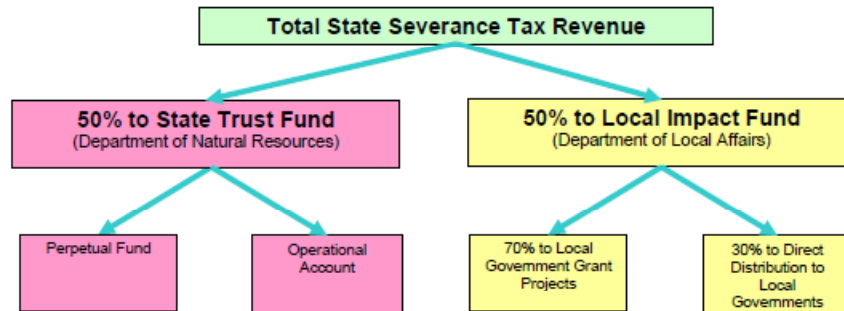 Total State Severance Tax Revenue
50% to State Trust Fund
(Department of Natural Resources)
50% to Local Impact Fund
(Department of Local Affairs)
Perpetual Fund
Operational
Account
70% to Local
Government Grant
Projects
30% to Direct
Distribution to
Local
Governments